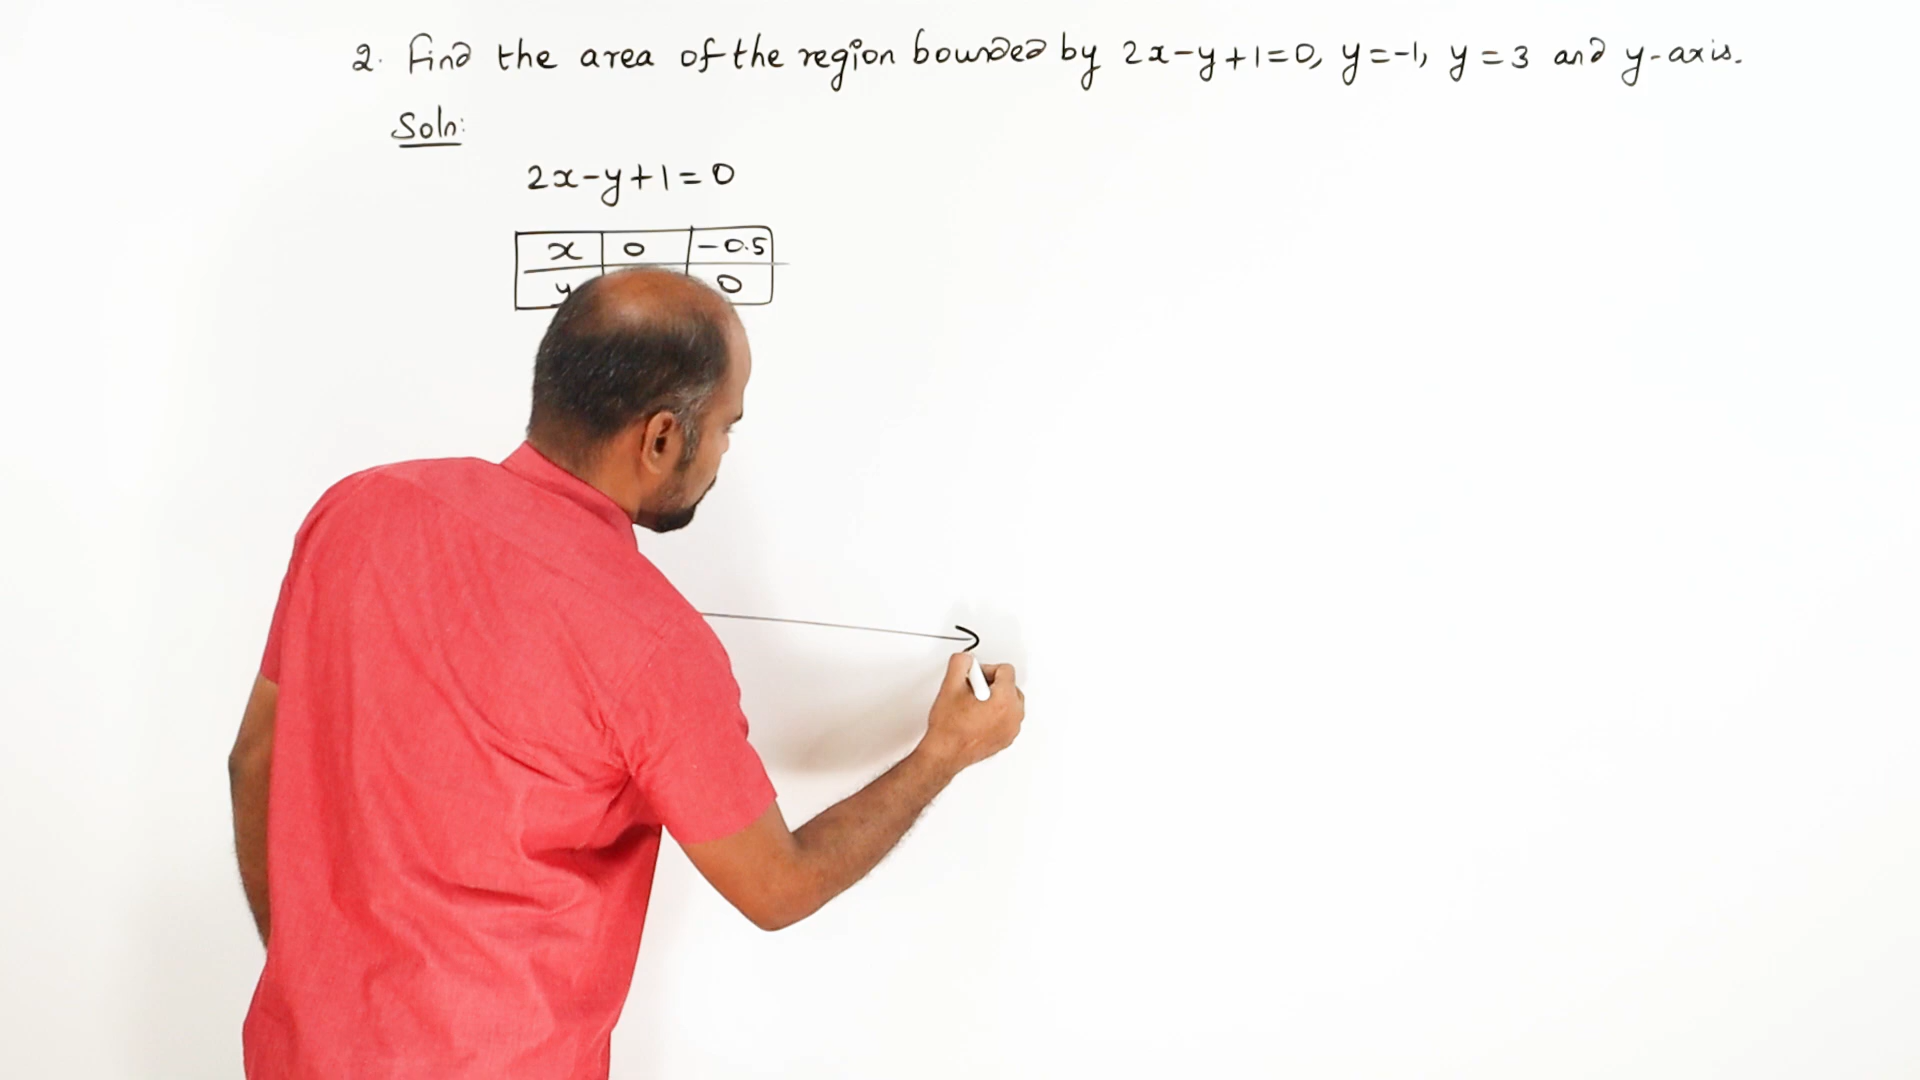 2. Find the area of the region bounded by 2x-y+1=0, y=-1, y=3 and y-axis.
Soln:
2x-y+1=0
x 0 -0.5
y 0